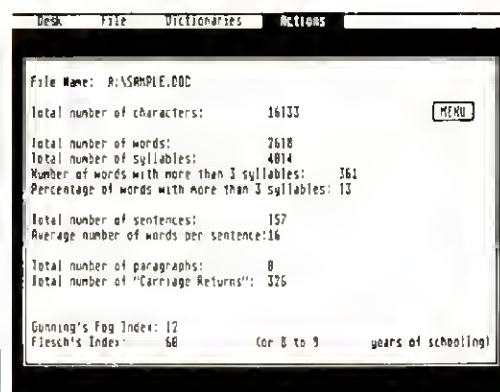 Desk File Dictionaries Actions
File Name: A:\SAMPLE.DOC
Total number of characters: 16133
MENU
Total number of words: 2618
Total number of syllables: 4014
Number of words with more than 3 syllables: 361
Percentage of words with more than 3 syllables: 13
Total number of sentences: 157
Average number of words per sentence:16
Total number of paragraphs: 0
Total number of "Carriage Returns": 326
Gunning's Fog Index: 12
Flesch's Index: 60 (or 8 to 9 years of schooling)